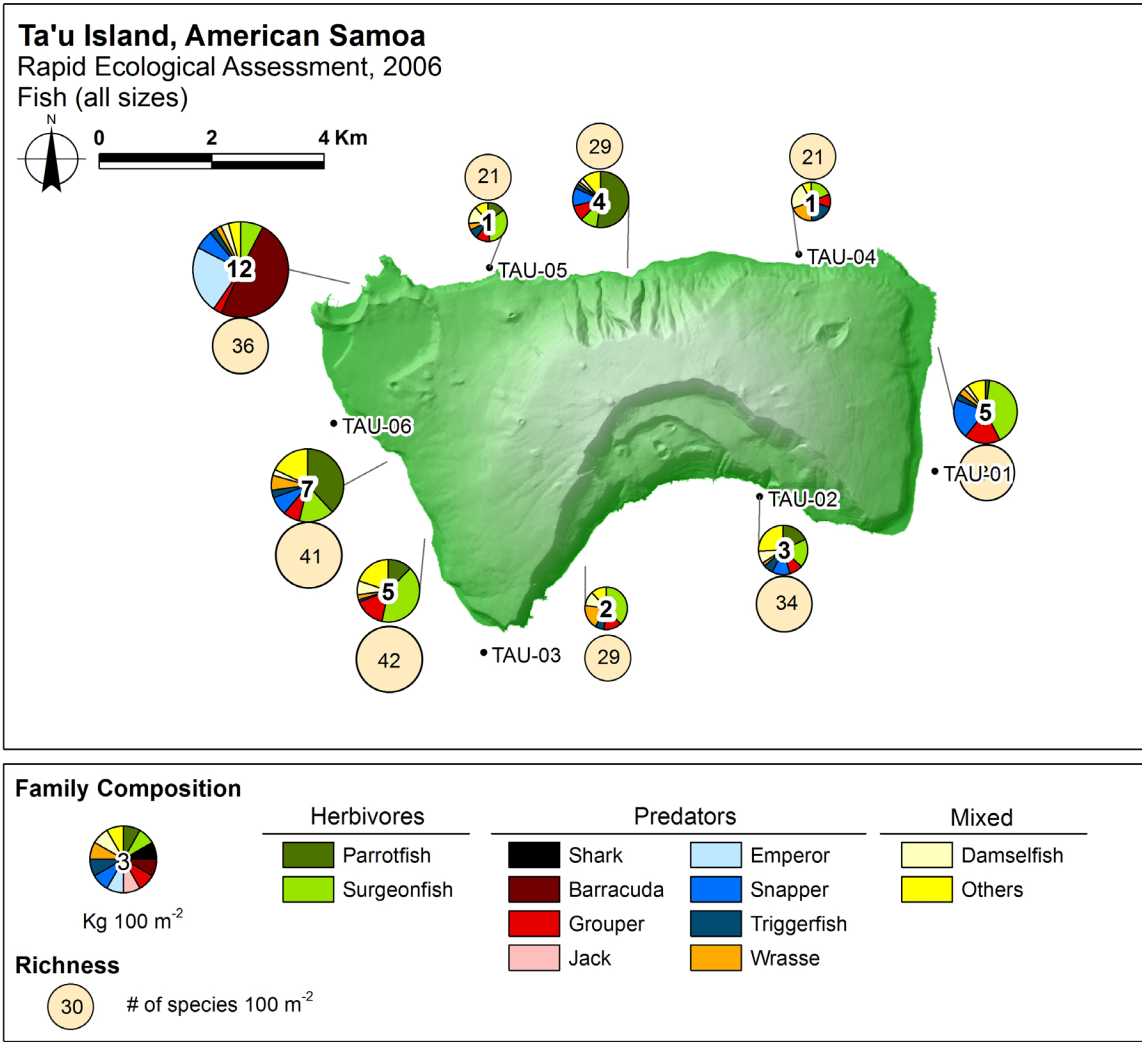 Ta'u Island, American Samoa
Rapid Ecological Assessment, 2006
Fish (all sizes)
N
0 2 4 Km
21
29
21
1
4
1
12
TAU-05
TAU-04
36
5
TAU-06
TAU-01
7
TAU-02
41
3
5
34
2
42
TAU-03
29
Family Composition
Herbivores Predators Mixed
3
Parrotfish Shark Emperor Damselfish
Surgeonfish Barracuda Snapper Others
Kg 100 m-2
Grouper Triggerfish
Jack Wrasse
Richness
30 # of species 100 m-2